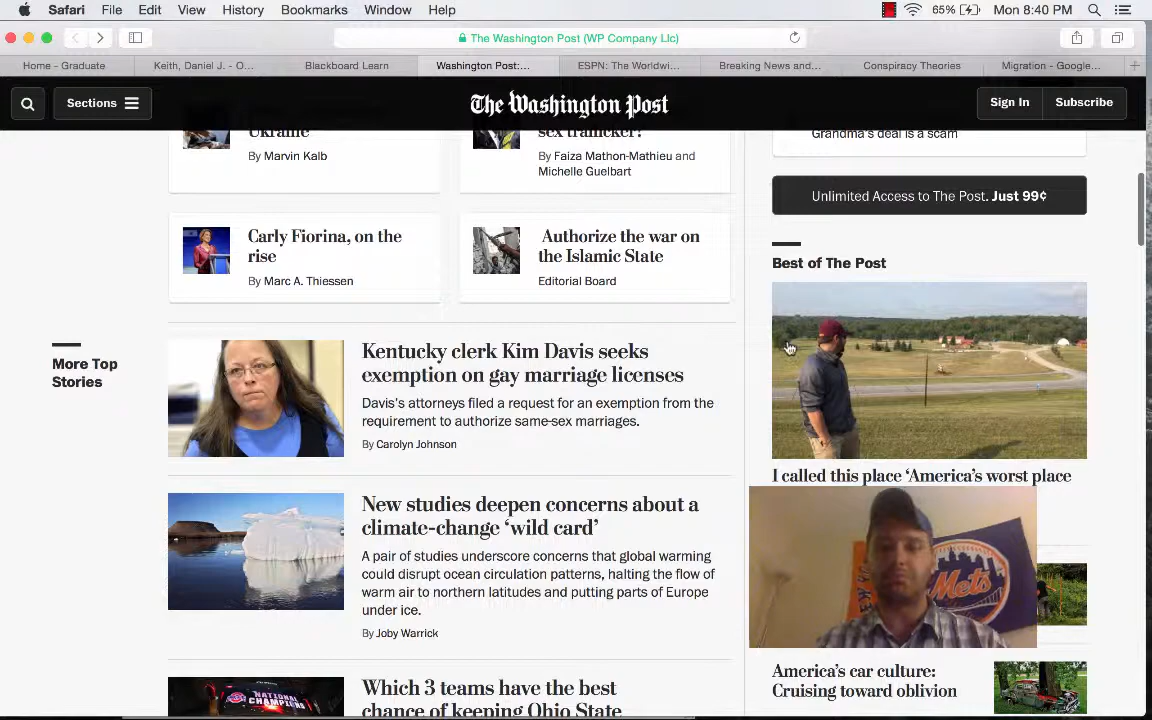 Safari File Edit View History Bookmarks Window Help
65% Mon 8:40 PM
The Washington Post (WP Company Llc)
Home - Graduate
Keith, Daniel J. - O...
Blackboard Learn
Washington Post:...
ESPN: The Worldwi...
Breaking News and...
Conspiracy Theories
Migration - Google...
Sections
The Washington Post
Sign In
Subscribe
Ukraine
By Marvin Kalb
sex trafficker?
By Faiza Mathon-Mathieu and
Michelle Guelbart
Carly Fiorina, on the
rise
By Marc A. Thiessen
Authorize the war on
the Islamic State
Editorial Board
More Top
Stories
Kentucky clerk Kim Davis seeks
exemption on gay marriage licenses
Davis's attorneys filed a request for an exemption from the
requirement to authorize same-sex marriages.
By Carolyn Johnson
New studies deepen concerns about a
climate-change ‘wild card’
A pair of studies underscore concerns that global warming
could disrupt ocean circulation patterns, halting the flow of
warm air to northern latitudes and putting parts of Europe
under ice.
By Joby Warrick
NATIONAL
CHAMPIONS
Which 3 teams have the best
chance of keeping Ohio State
Grandma's deal is a scam
Unlimited Access to The Post. Just 99¢
Best of The Post
I called this place ‘America’s worst place
Mets
America’s car culture:
Cruising toward oblivion